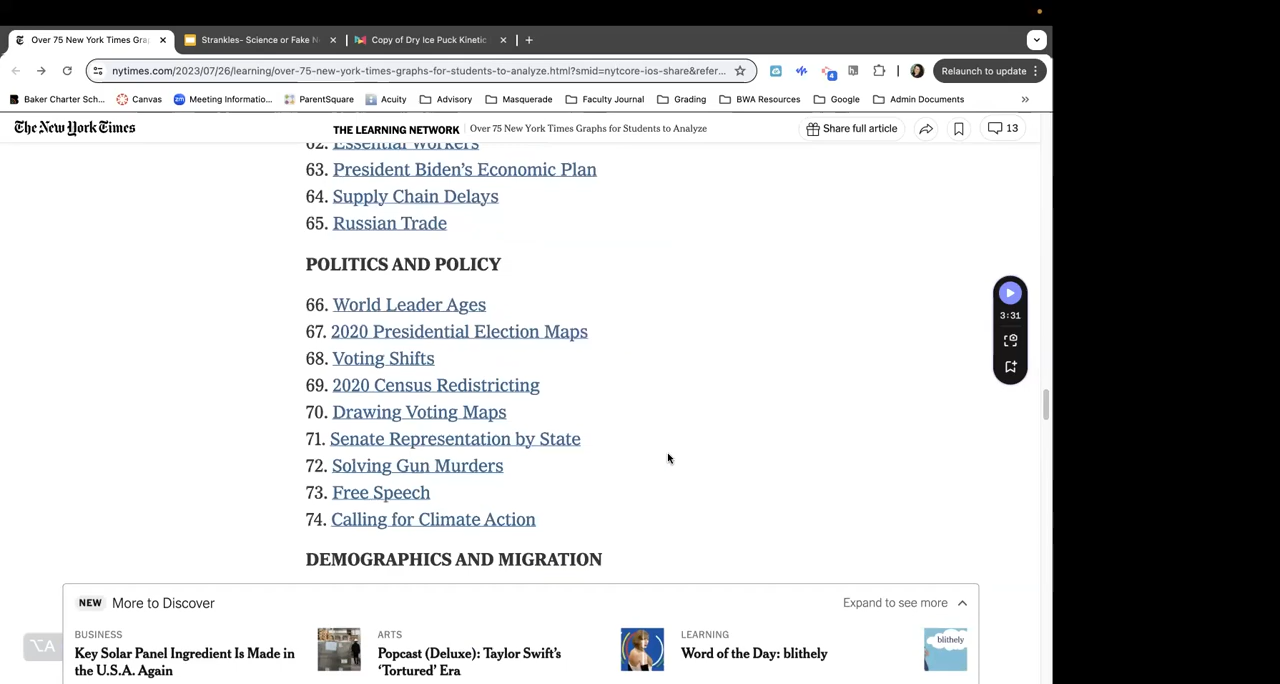 Over 75 New York Times Gra
Strankles- Science or Fake N
Copy of Dry Ice Puck Kinetic
nytimes.com/2023/07/26/learning/over-75-new-york-times-graphs-for-students-to-analyze.html?smid=nytcore-ios-share&refer...
4
Relaunch to update
Baker Charter Sch...
Canvas
zm Meeting Informatio...
ParentSquare
Acuity
Advisory
Masquerade
Faculty Journal
Grading
BWA Resources
Google
Admin Documents
The New York Times
THE LEARNING NETWORK | Over 75 New York Times Graphs for Students to Analyze
Share full article
13
62. Essential Workers
63. President Biden's Economic Plan
64. Supply Chain Delays
65. Russian Trade
POLITICS AND POLICY
66. World Leader Ages
67. 2020 Presidential Election Maps
68. Voting Shifts
69. 2020 Census Redistricting
70. Drawing Voting Maps
71. Senate Representation by State
72. Solving Gun Murders
73. Free Speech
74. Calling for Climate Action
DEMOGRAPHICS AND MIGRATION
3:31
NEW More to Discover
Expand to see more
BUSINESS
Key Solar Panel Ingredient Is Made in
the U.S.A. Again
ARTS
Popcast (Deluxe): Taylor Swift's
'Tortured' Era
LEARNING
Word of the Day: blithely
blithely
⌥A